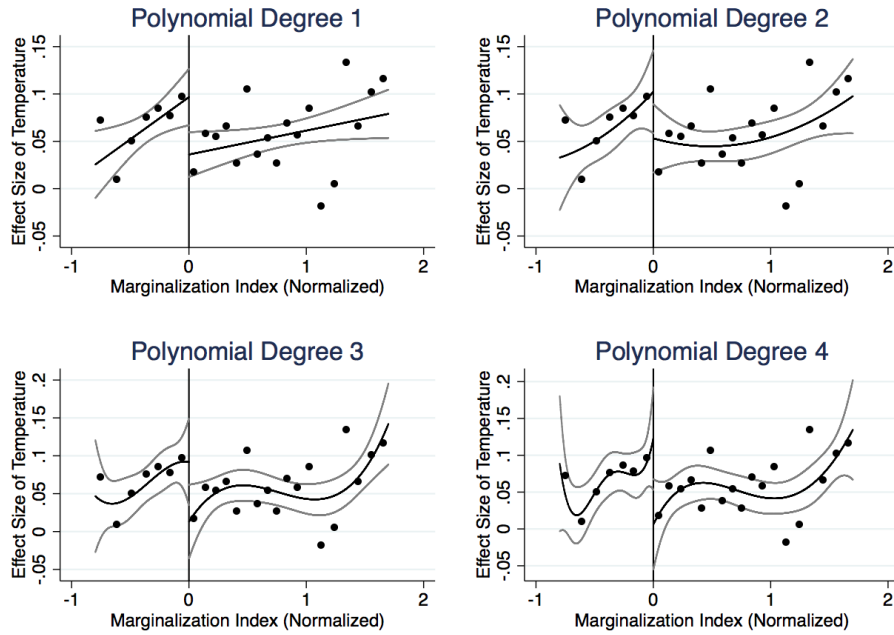 Polynomial Degree 1
Effect Size of Temperature
.15
.1
.05
0
-.05
-1 0 1 2
Marginalization Index (Normalized)
Polynomial Degree 2
Effect Size of Temperature
.15
.1
.05
0
-.05
-1 0 1 2
Marginalization Index (Normalized)
Polynomial Degree 3
Effect Size of Temperature
.2
.15
.1
.05
0
-.05
-1 0 1 2
Marginalization Index (Normalized)
Polynomial Degree 4
Effect Size of Temperature
.2
.15
.1
.05
0
-.05
-1 0 1 2
Marginalization Index (Normalized)